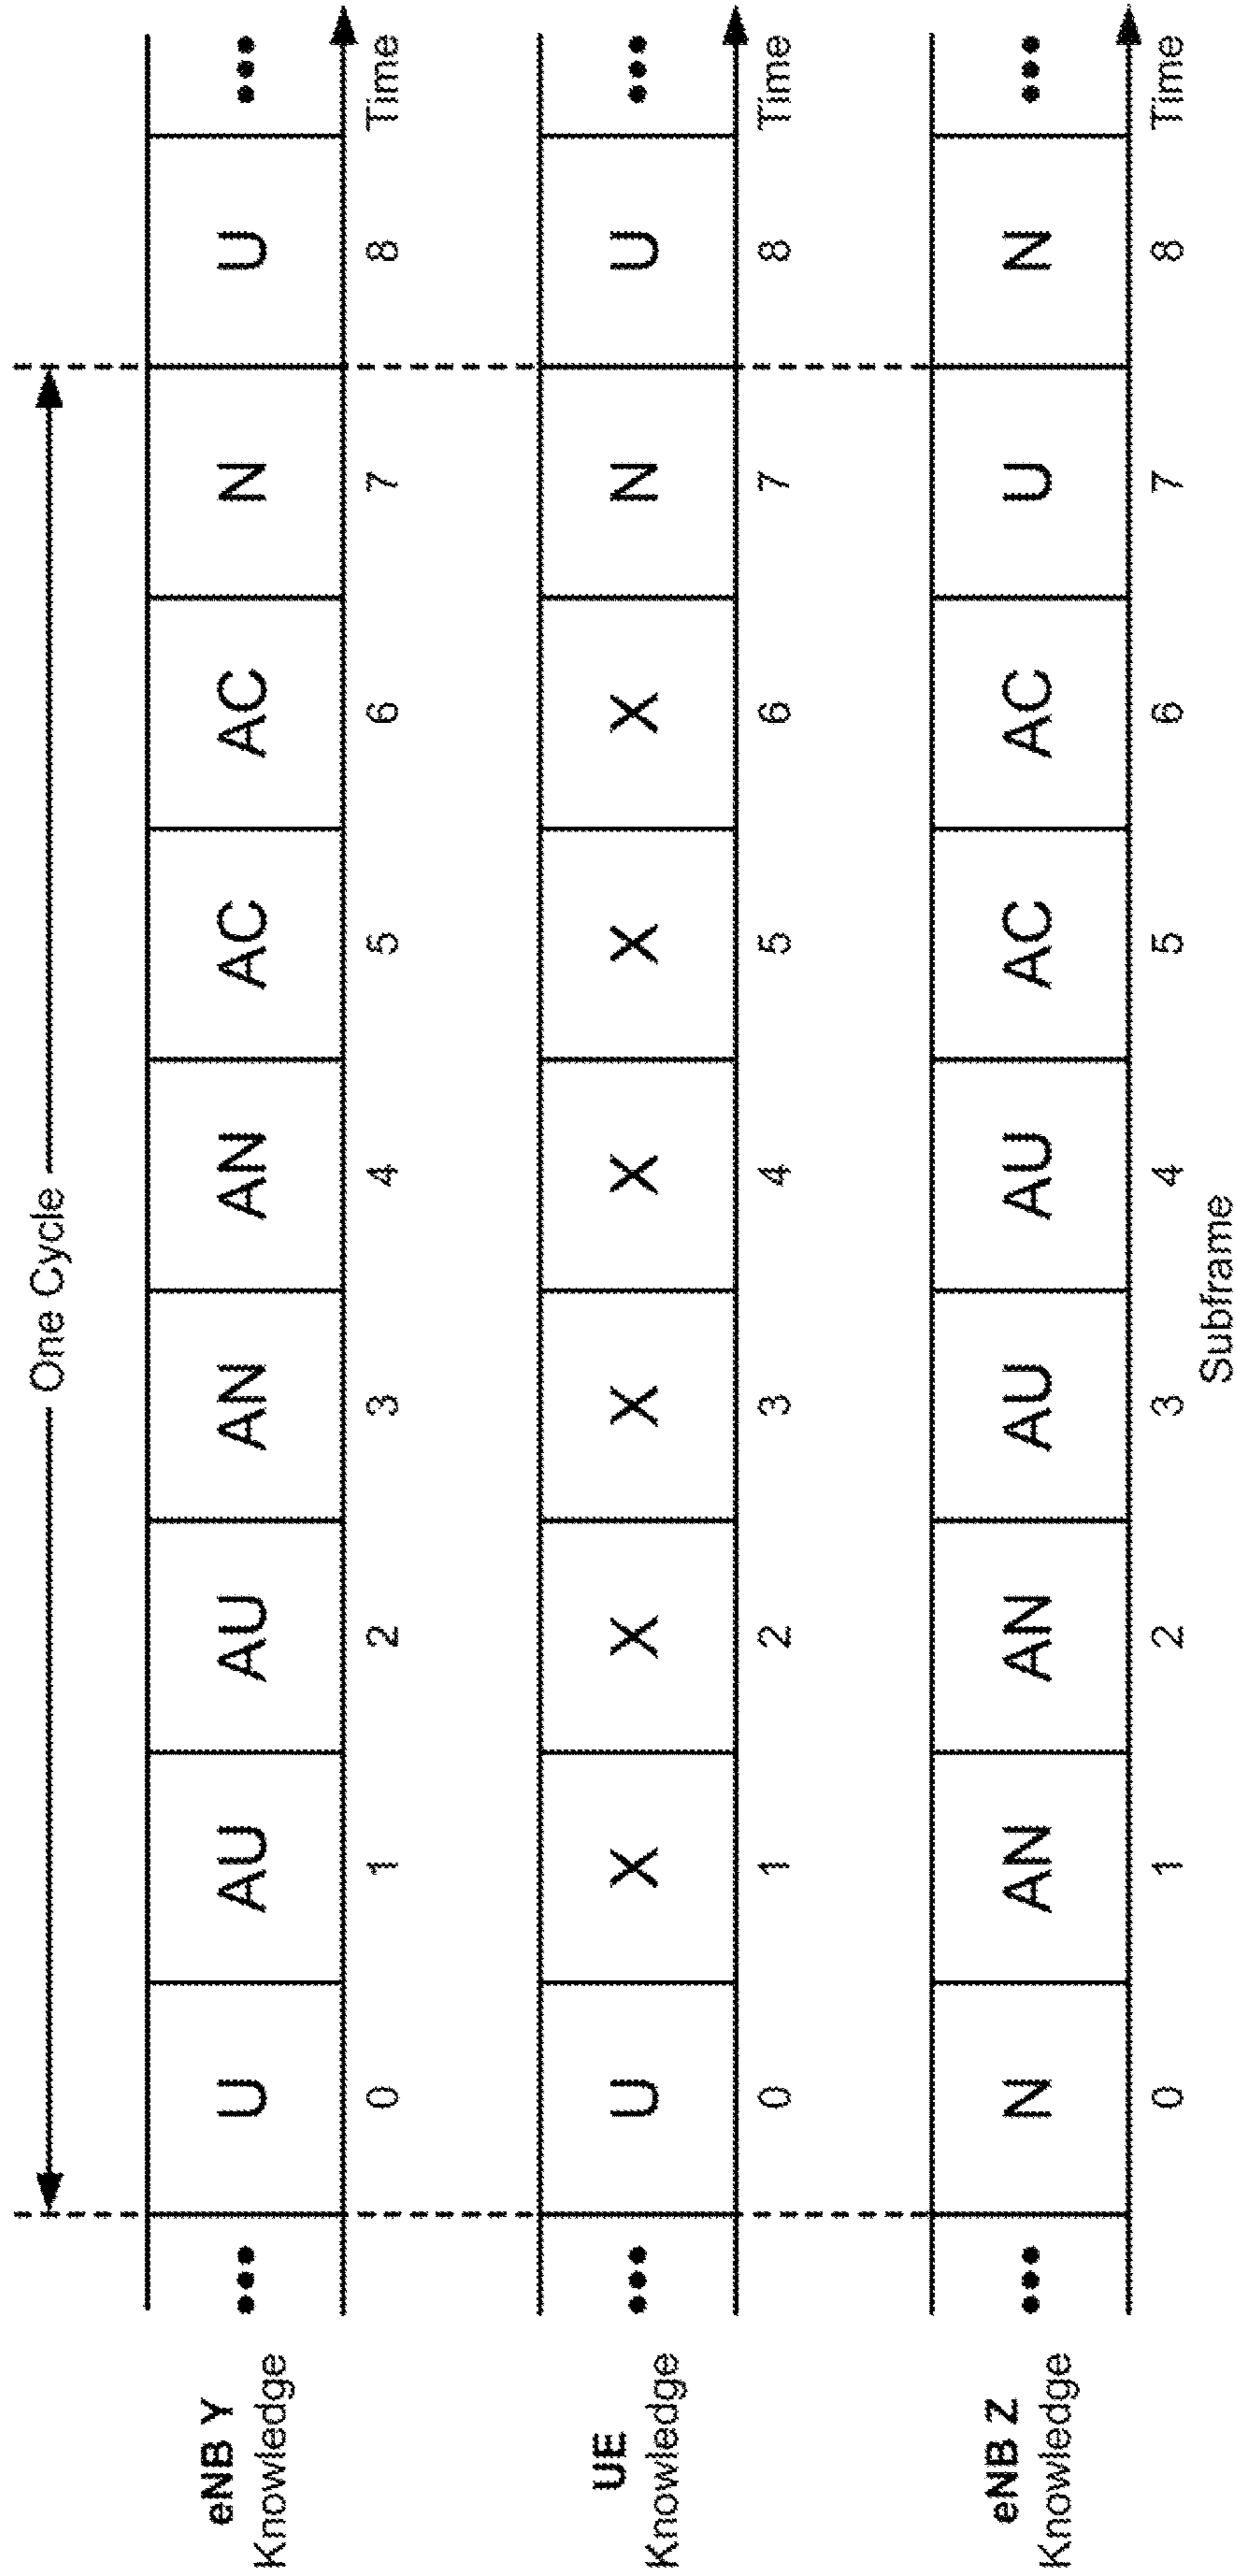 One Cycle
eNB Y
Knowledge
••• U AU AU AN AN AC AC N U •••
0 1 2 3 4 5 6 7 8 Time
UE
Knowledge
••• U X X X X X X N U •••
0 1 2 3 4 5 6 7 8 Time
eNB Z
Knowledge
••• N AN AN AU AU AC AC U N •••
0 1 2 3 4 5 6 7 8 Time
Subframe